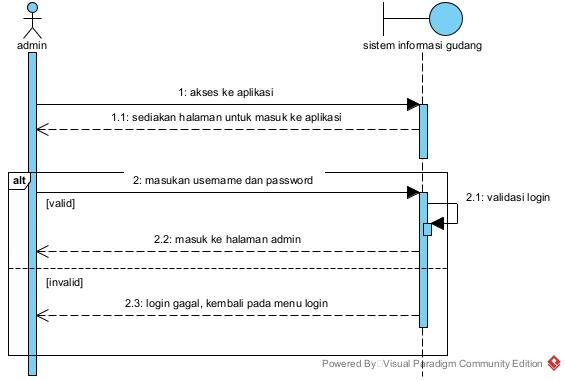 admin
sistem informasi gudang
1: akses ke aplikasi
1.1: sediakan halaman untuk masuk ke aplikasi
alt
2: masukan username dan password
[valid]
2.1: validasi login
2.2: masuk ke halaman admin
[invalid]
2.3: login gagal, kembali pada menu login
Powered By Visual Paradigm Community Edition